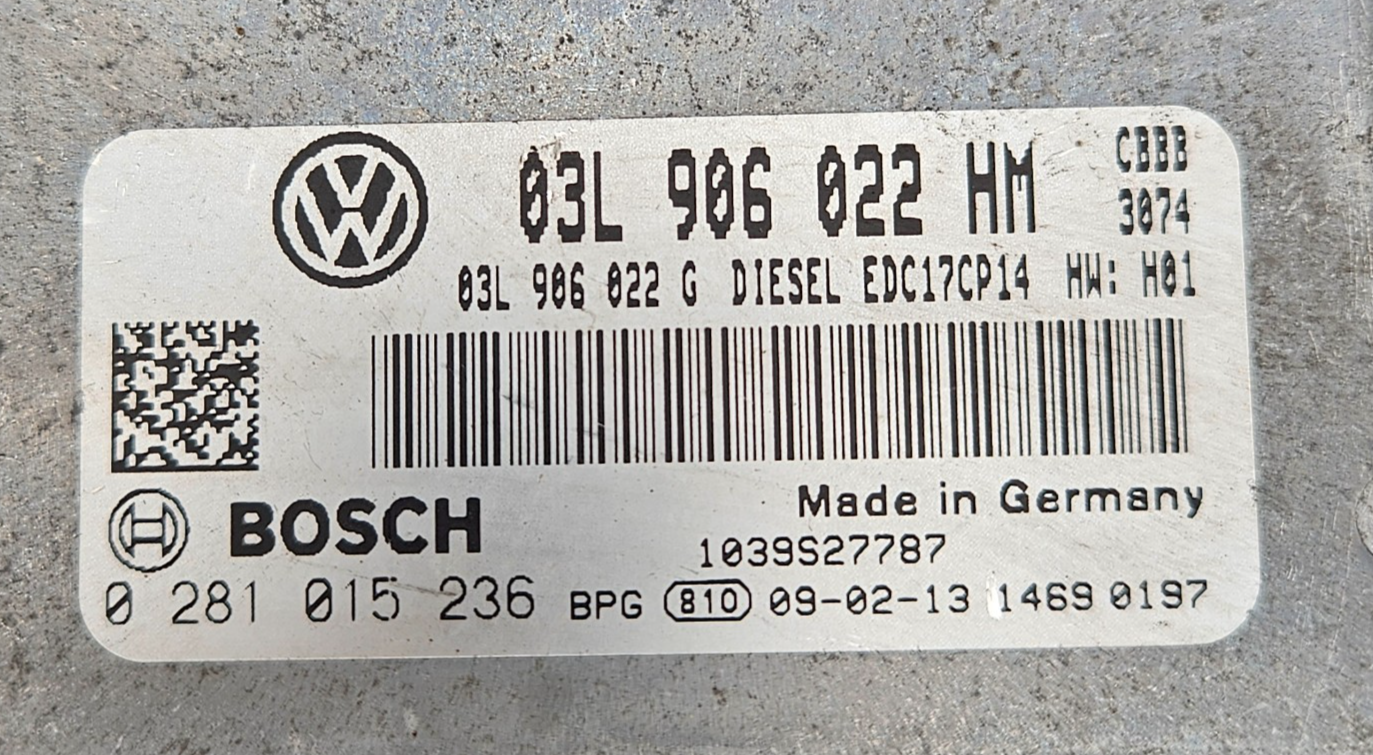 03L 906 022 HM CBBB
3074
03L 906 022 G DIESEL EDC17CP14 HW: H01
Made in Germany
BOSCH
1039S27787
0 281 015 236 BPG 810 09-02-13 1469 0197